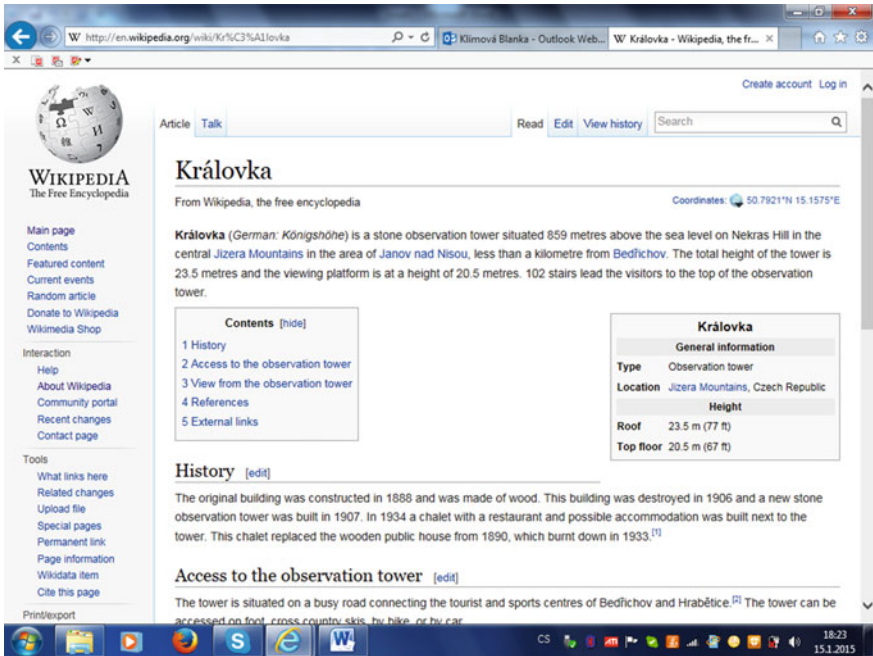 http://en.wikipedia.org/wiki/Kr%C3%A1lovka
Klímová Blanka - Outlook Web...
Královka - Wikipedia, the fr...
Create account Log in
Article Talk
Read Edit View history
Search
WIKIPEDIA
The Free Encyclopedia
Královka
From Wikipedia, the free encyclopedia
Coordinates: 50.7921°N 15.1575°E
Královka (German: Königshöhe) is a stone observation tower situated 859 metres above the sea level on Nekras Hill in the
central Jizera Mountains in the area of Janov nad Nisou, less than a kilometre from Bedřichov. The total height of the tower is
23.5 metres and the viewing platform is at a height of 20.5 metres. 102 stairs lead the visitors to the top of the observation
tower.
Main page
Contents
Featured content
Current events
Random article
Donate to Wikipedia
Wikimedia Shop
Interaction
Help
About Wikipedia
Community portal
Recent changes
Contact page
Tools
What links here
Related changes
Upload file
Special pages
Permanent link
Page information
Wikidata item
Cite this page
Print/export
Contents [hide]
1 History
2 Access to the observation tower
3 View from the observation tower
4 References
5 External links
Královka
General information
Type Observation tower
Location Jizera Mountains, Czech Republic
Height
Roof 23.5 m (77 ft)
Top floor 20.5 m (67 ft)
History [edit]
The original building was constructed in 1888 and was made of wood. This building was destroyed in 1906 and a new stone
observation tower was built in 1907. In 1934 a chalet with a restaurant and possible accommodation was built next to the
tower. This chalet replaced the wooden public house from 1890, which burnt down in 1933.[1]
Access to the observation tower [edit]
The tower is situated on a busy road connecting the tourist and sports centres of Bedřichov and Hrabětice.[2] The tower can be
accessed on foot, cross country skis, by bike, or by car
CS
18:23
15.1.2015